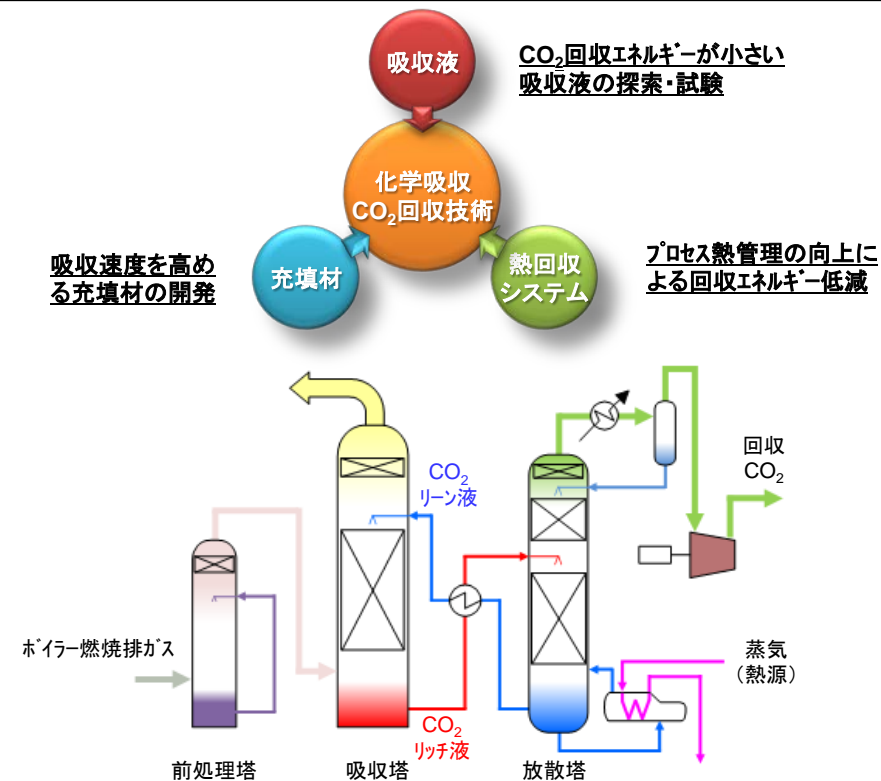 吸収液
CO2回収ｴﾈﾙｷﾞｰが小さい
吸収液の探索・試験
化学吸収
CO2回収技術
吸収速度を高め
る充填材の開発
充填材
熱回収
システム
ﾌﾟﾛｾｽ熱管理の向上に
よる回収ｴﾈﾙｷﾞｰ低減
回収
CO2
CO2
ﾘｰﾝ液
ﾎﾞｲﾗｰ燃焼排ｶﾞｽ
蒸気
（熱源）
CO2
ﾘｯﾁ液
前処理塔
吸収塔
放散塔